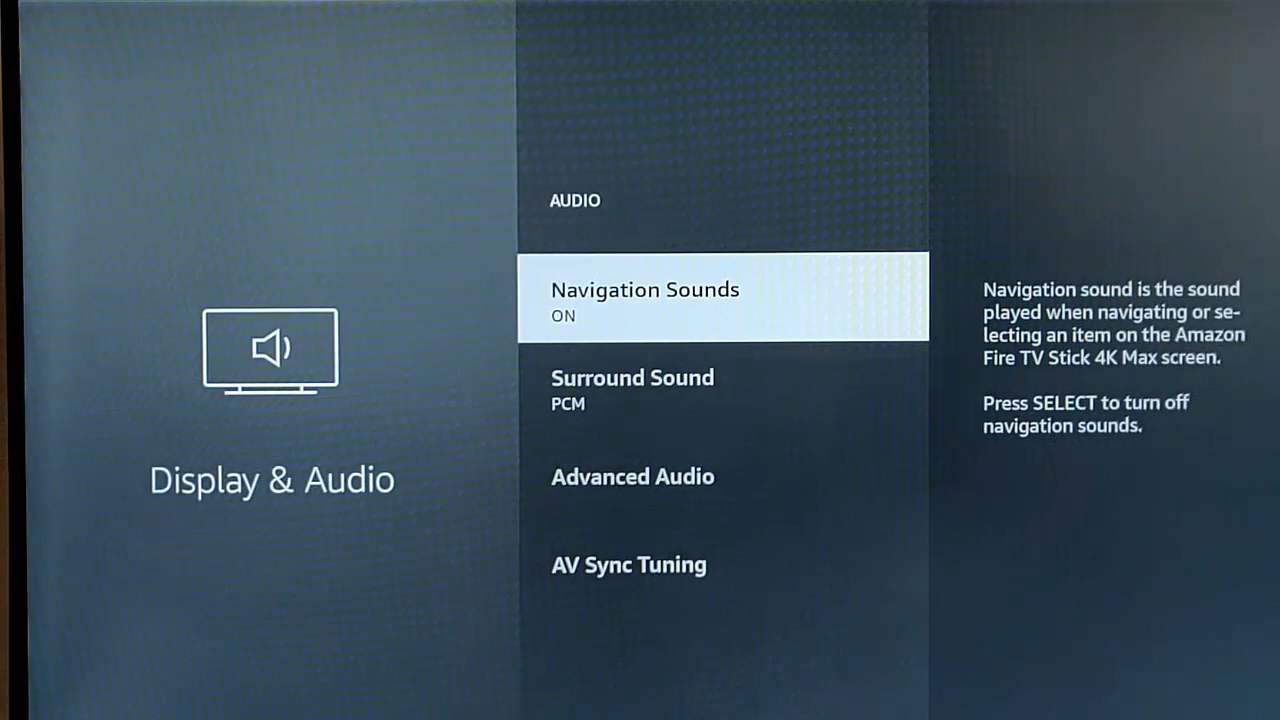 Display & Audio
AUDIO
Navigation Sounds
ON
Surround Sound
PCM
Advanced Audio
AV Sync Tuning
Navigation sound is the sound
played when navigating or se-
lecting an item on the Amazon
Fire TV Stick 4K Max screen.
Press SELECT to turn off
navigation sounds.